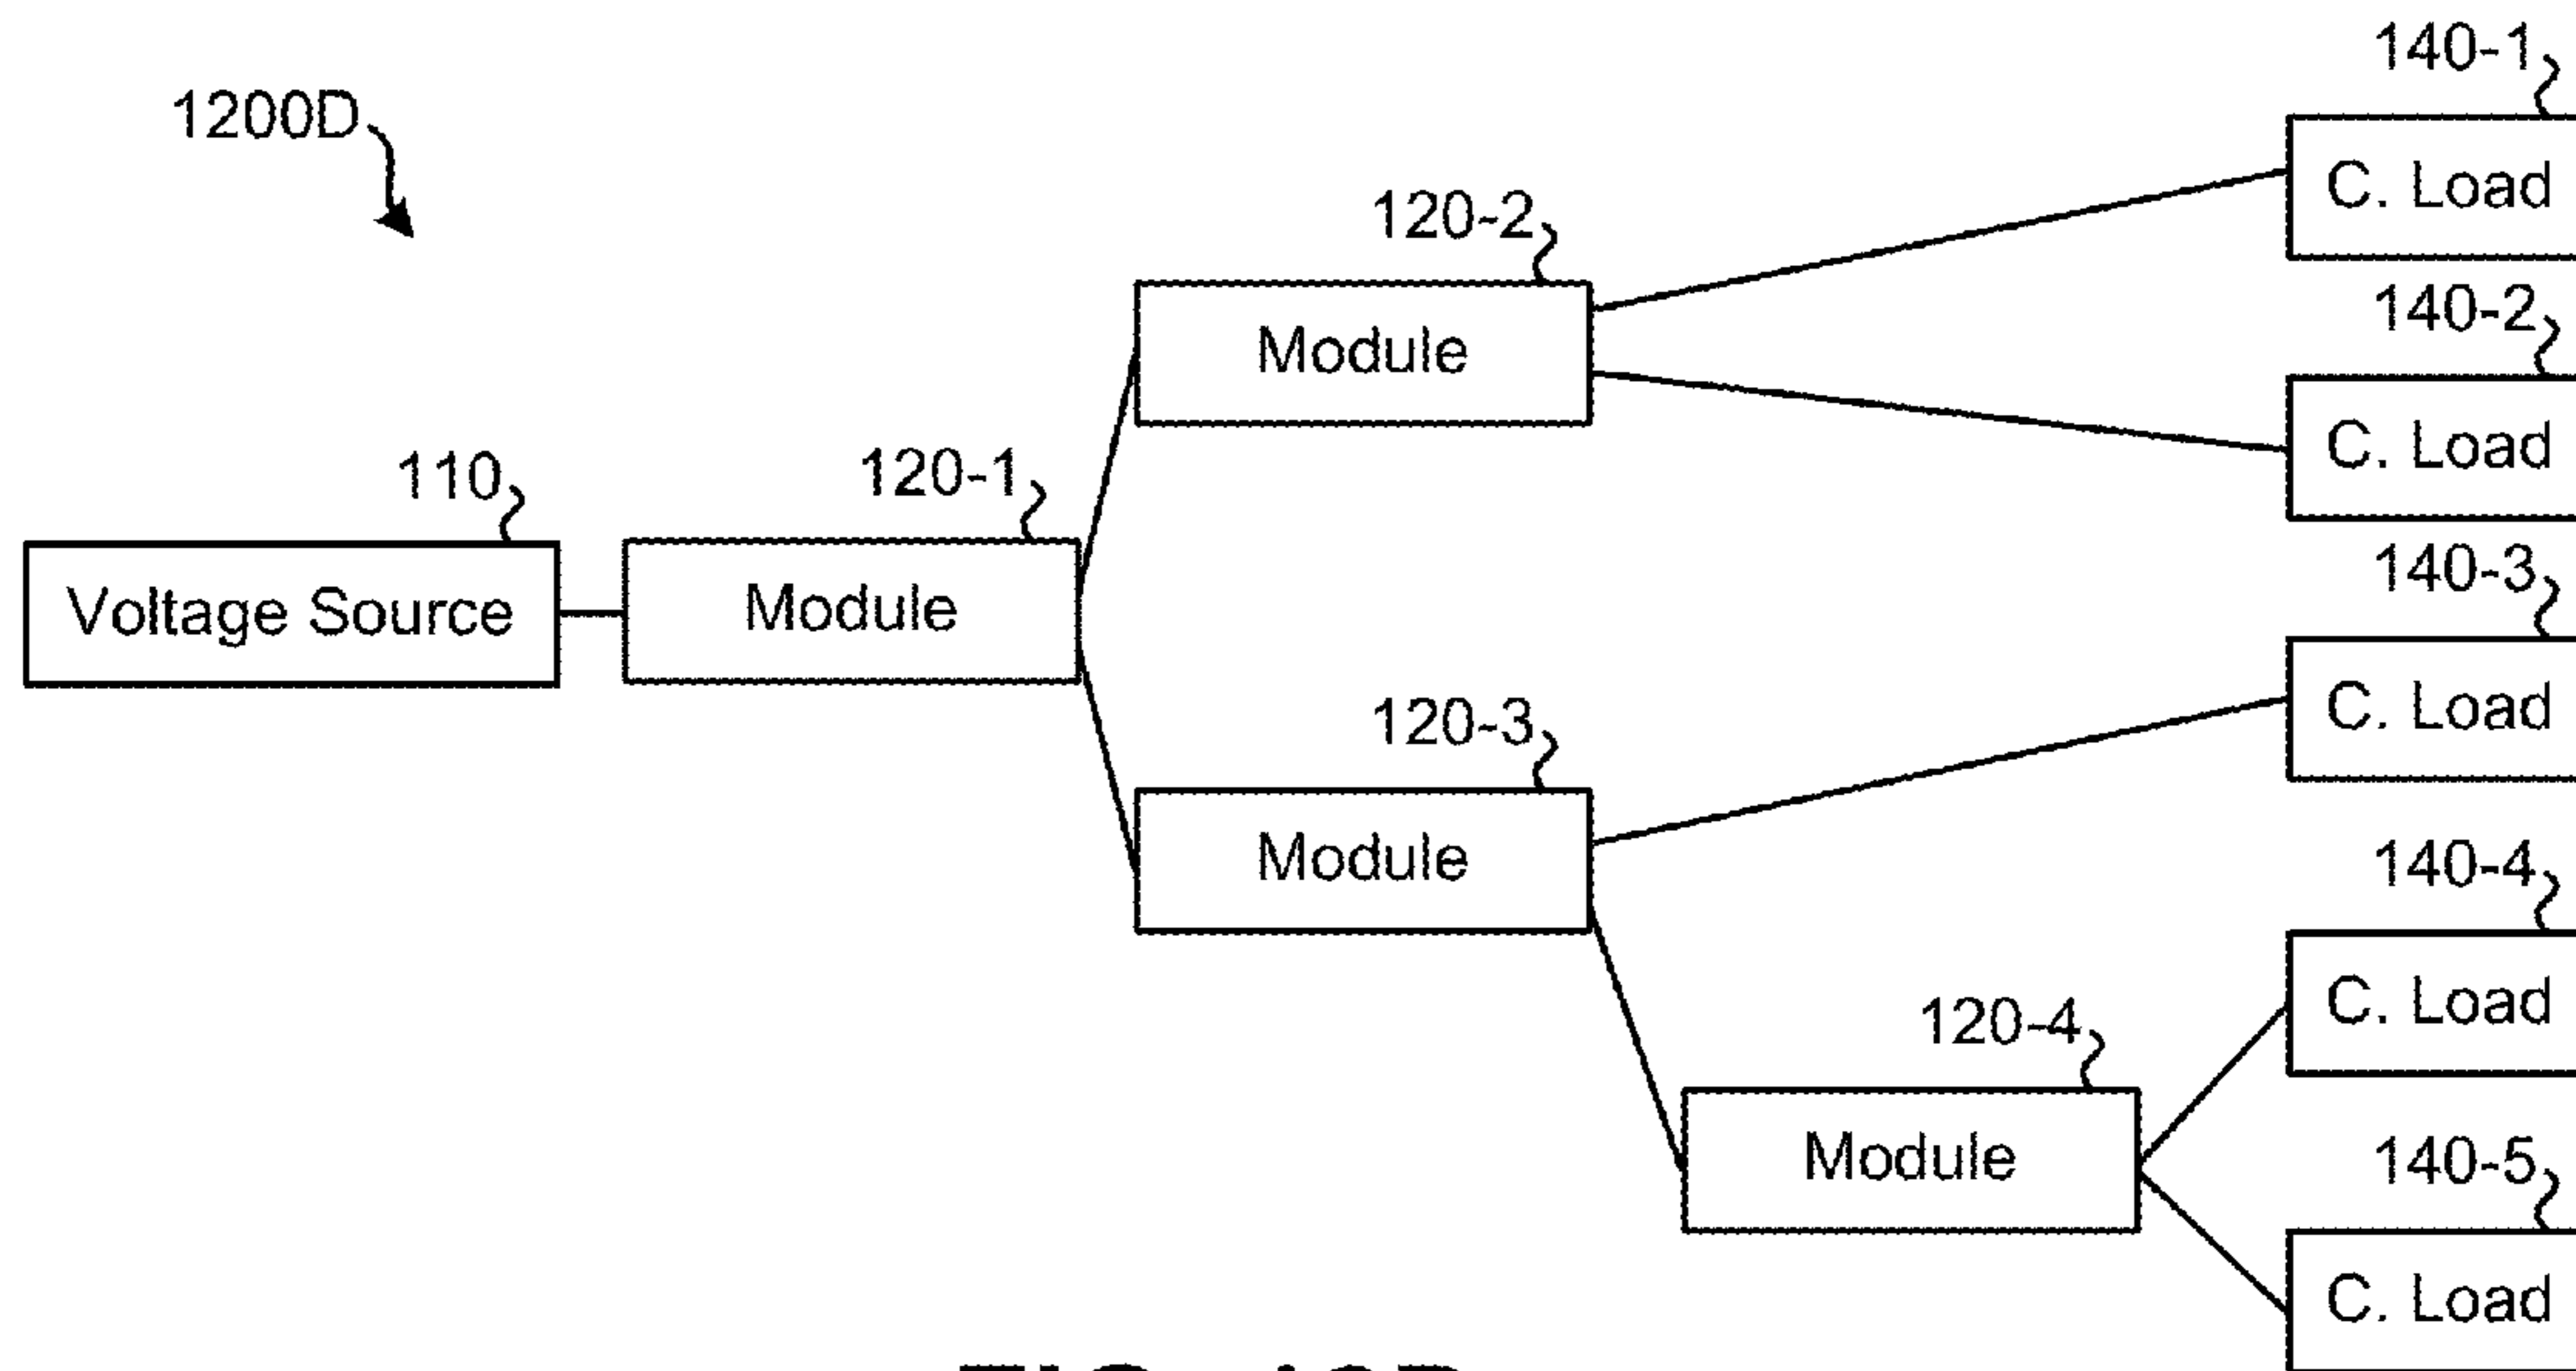 1200D
140-1
C. Load
120-2
Module
140-2
C. Load
110
Voltage Source
120-1
Module
140-3
C. Load
120-3
Module
140-4
C. Load
120-4
Module
140-5
C. Load